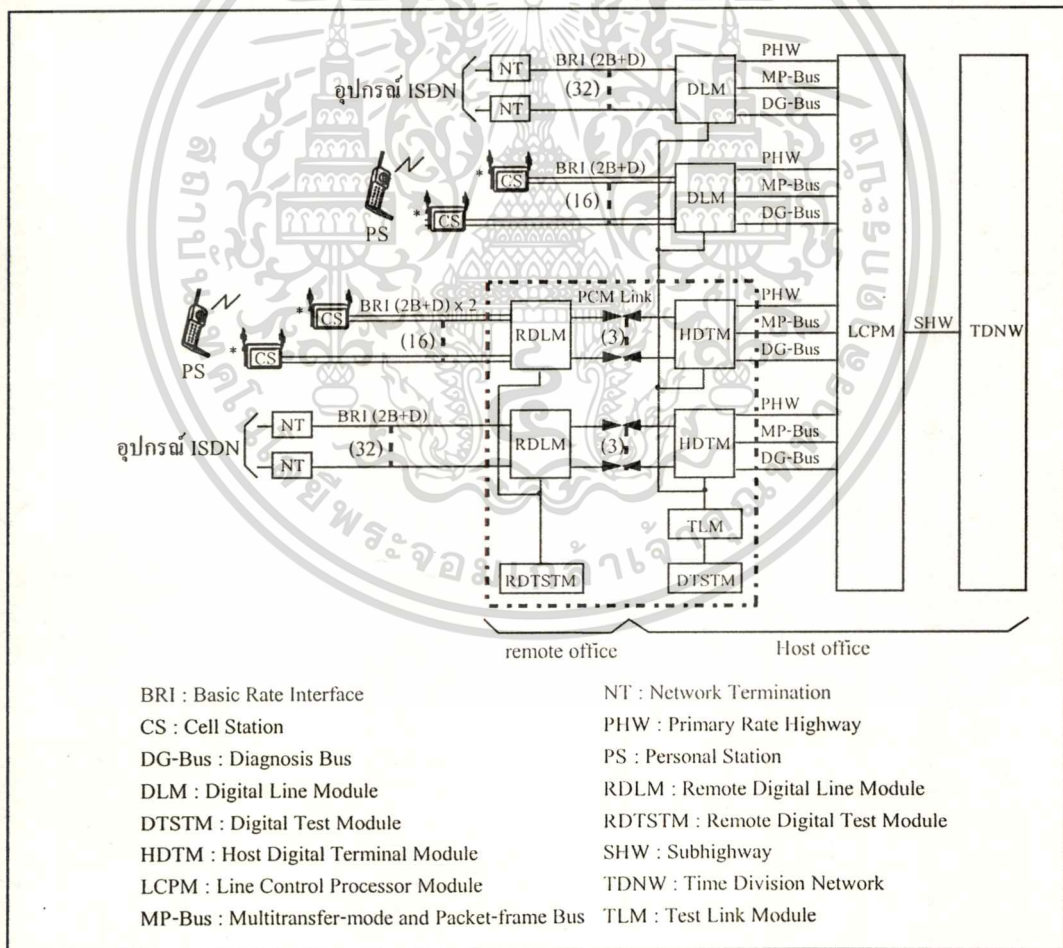 PHW
NT BRI (2B+D)
MP-Bus
อุปกรณ์ ISDN (32) DLM
NT DG-Bus
PHW
* CS BRI (2B+D)
MP-Bus
(16) DLM
* CS DG-Bus
PS
PCM Link PHW
* CS BRI (2B+D) x 2
RDLM (3) HDTM MP-Bus LCPM SHW TDNW
(16)
* CS DG-Bus
PS
PHW
NT BRI (2B+D)
MP-Bus
อุปกรณ์ ISDN (32) RDLM (3) HDTM
NT DG-Bus
TLM
RDTSTM DTSTM
remote office Host office
BRI : Basic Rate Interface
CS : Cell Station
DG-Bus : Diagnosis Bus
DLM : Digital Line Module
DTSTM : Digital Test Module
HDTM : Host Digital Terminal Module
LCPM : Line Control Processor Module
MP-Bus : Multitransfer-mode and Packet-frame Bus
NT : Network Termination
PHW : Primary Rate Highway
PS : Personal Station
RDLM : Remote Digital Line Module
RDTSTM : Remote Digital Test Module
SHW : Subhighway
TDNW : Time Division Network
TLM : Test Link Module